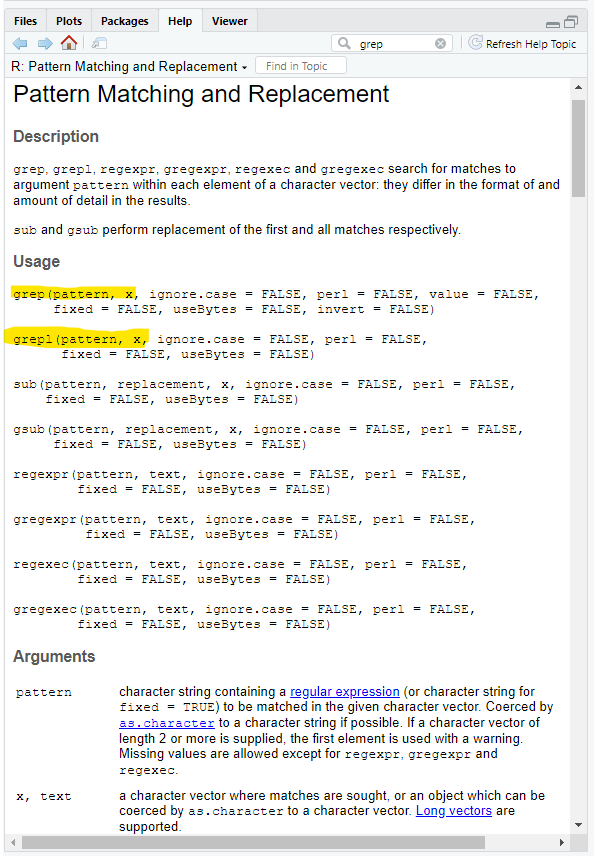 Files Plots Packages Help Viewer
grep Refresh Help Topic
R: Pattern Matching and Replacement Find in Topic
Pattern Matching and Replacement
Description
grep, grepl, regexpr, gregexpr, regexec and gregexec search for matches to
argument pattern within each element of a character vector: they differ in the format of and
amount of detail in the results.
sub and gsub perform replacement of the first and all matches respectively.
Usage
grep(pattern, x, ignore.case = FALSE, perl = FALSE, value = FALSE,
fixed = FALSE, useBytes = FALSE, invert = FALSE)
grepl(pattern, x, ignore.case = FALSE, perl = FALSE,
fixed = FALSE, useBytes = FALSE)
sub(pattern, replacement, x, ignore.case = FALSE, perl = FALSE,
fixed = FALSE, useBytes = FALSE)
gsub(pattern, replacement, x, ignore.case = FALSE, perl = FALSE,
fixed = FALSE, useBytes = FALSE)
regexpr(pattern, text, ignore.case = FALSE, perl = FALSE,
fixed = FALSE, useBytes = FALSE)
gregexpr(pattern, text, ignore.case = FALSE, perl = FALSE,
fixed = FALSE, useBytes = FALSE)
regexec(pattern, text, ignore.case = FALSE, perl = FALSE,
fixed = FALSE, useBytes = FALSE)
gregexec(pattern, text, ignore.case = FALSE, perl = FALSE,
fixed = FALSE, useBytes = FALSE)
Arguments
pattern character string containing a regular expression (or character string for
fixed = TRUE) to be matched in the given character vector. Coerced by
as.character to a character string if possible. If a character vector of
length 2 or more is supplied, the first element is used with a warning.
Missing values are allowed except for regexpr, gregexpr and
regexec.
x, text a character vector where matches are sought, or an object which can be
coerced by as.character to a character vector. Long vectors are
supported.